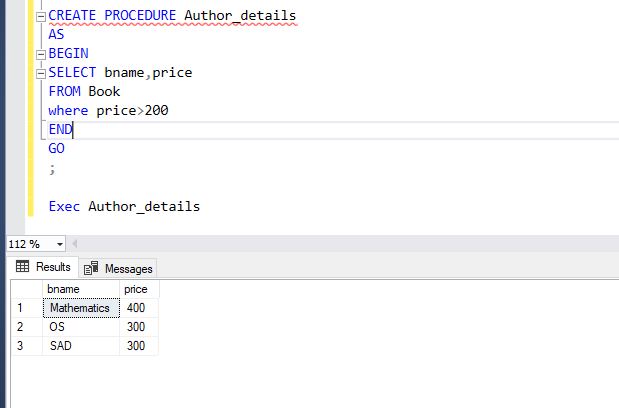 CREATE PROCEDURE Author_details
AS
BEGIN
SELECT bname,price
FROM Book
where price>200
END
GO
;
Exec Author_details
112 %
Results Messages
bname price
1 Mathematics 400
2 OS 300
3 SAD 300